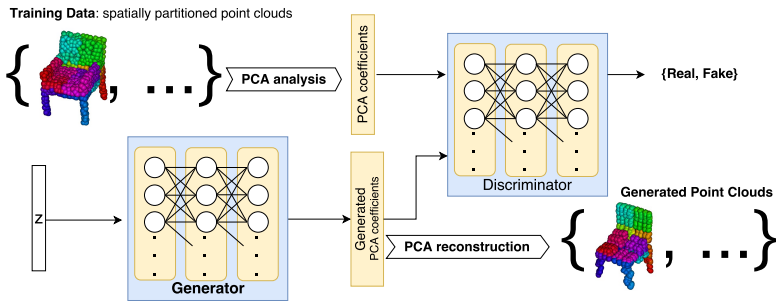 Training Data: spatially partitioned point clouds
{ , ... }
PCA analysis
PCA coefficients
{Real, Fake}
Discriminator
z
Generator
Generated
PCA coefficients
PCA reconstruction
Generated Point Clouds
{ , ... }